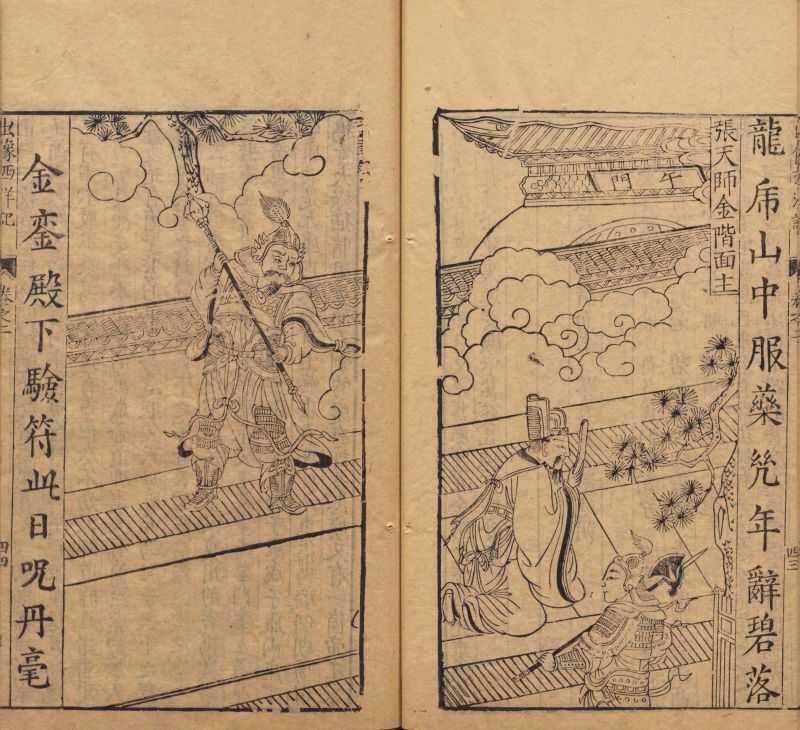 龍虎山中服藥幾年辭碧落
張天師金階面主
午門
四三
金銮殿下驗符此日呪丹毫
出像西洋記
卷之二
四四